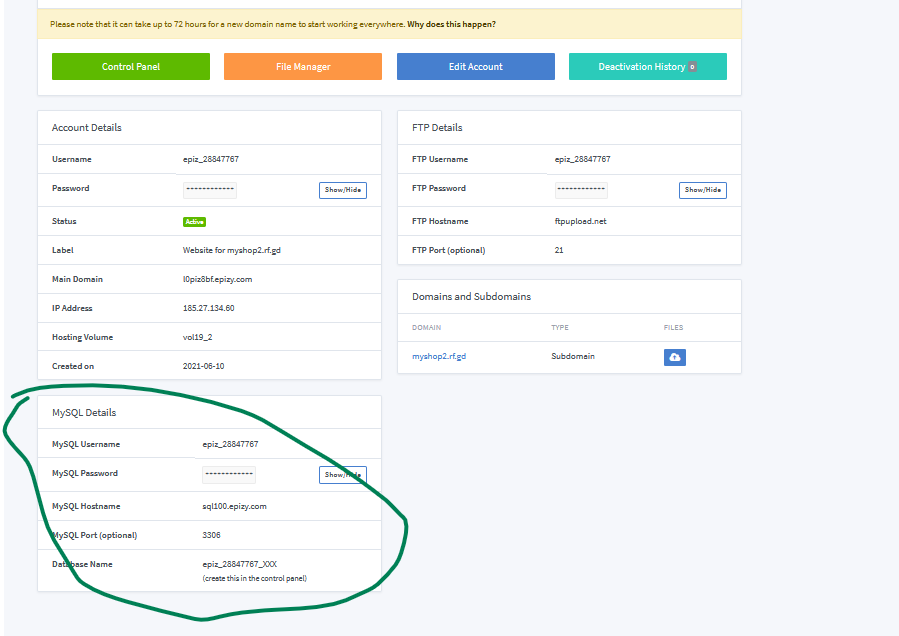 Please note that it can take up to 72 hours for a new domain name to start working everywhere. Why does this happen?
Control Panel
File Manager
Edit Account
Deactivation History 0
Account Details
Username epiz_28847767
Password ************ Show/Hide
Status Active
Label Website for myshop2.rf.gd
Main Domain l0piz8bf.epizy.com
IP Address 185.27.134.60
Hosting Volume vol19_2
Created on 2021-06-10
FTP Details
FTP Username epiz_28847767
FTP Password ************ Show/Hide
FTP Hostname ftpupload.net
FTP Port (optional) 21
Domains and Subdomains
DOMAIN TYPE FILES
myshop2.rf.gd Subdomain
MySQL Details
MySQL Username epiz_28847767
MySQL Password ************ Show/Hide
MySQL Hostname sql100.epizy.com
MySQL Port (optional) 3306
Database Name epiz_28847767_XXX
(create this in the control panel)